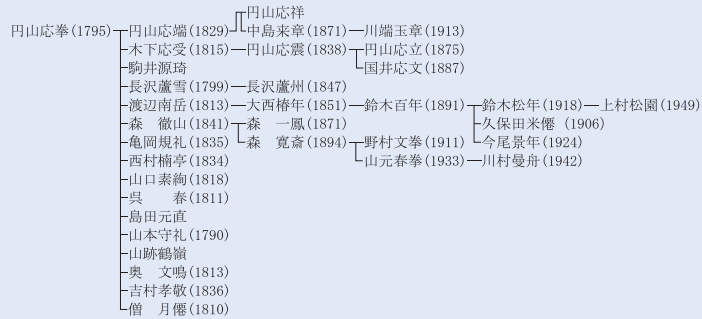 円山応祥
円山応挙(1795) 円山応端(1829) 中島来章(1871) 川端玉章(1913)
木下応受(1815) 円山応震(1838) 円山応立(1875)
駒井源琦 国井応文(1887)
長沢蘆雪(1799) 長沢蘆州(1847)
渡辺南岳(1813) 大西椿年(1851) 鈴木百年(1891) 鈴木松年(1918) 上村松園(1949)
森　徹山(1841) 森　一鳳(1871) 久保田米僊 (1906)
亀岡規礼(1835) 森　寛斎(1894) 野村文挙(1911) 今尾景年(1924)
西村楠亭(1834) 山元春挙(1933) 川村曼舟(1942)
山口素絢(1818)
呉　　春(1811)
島田元直
山本守礼(1790)
山跡鶴嶺
奥　文鳴(1813)
吉村孝敬(1836)
僧　月僊(1810)